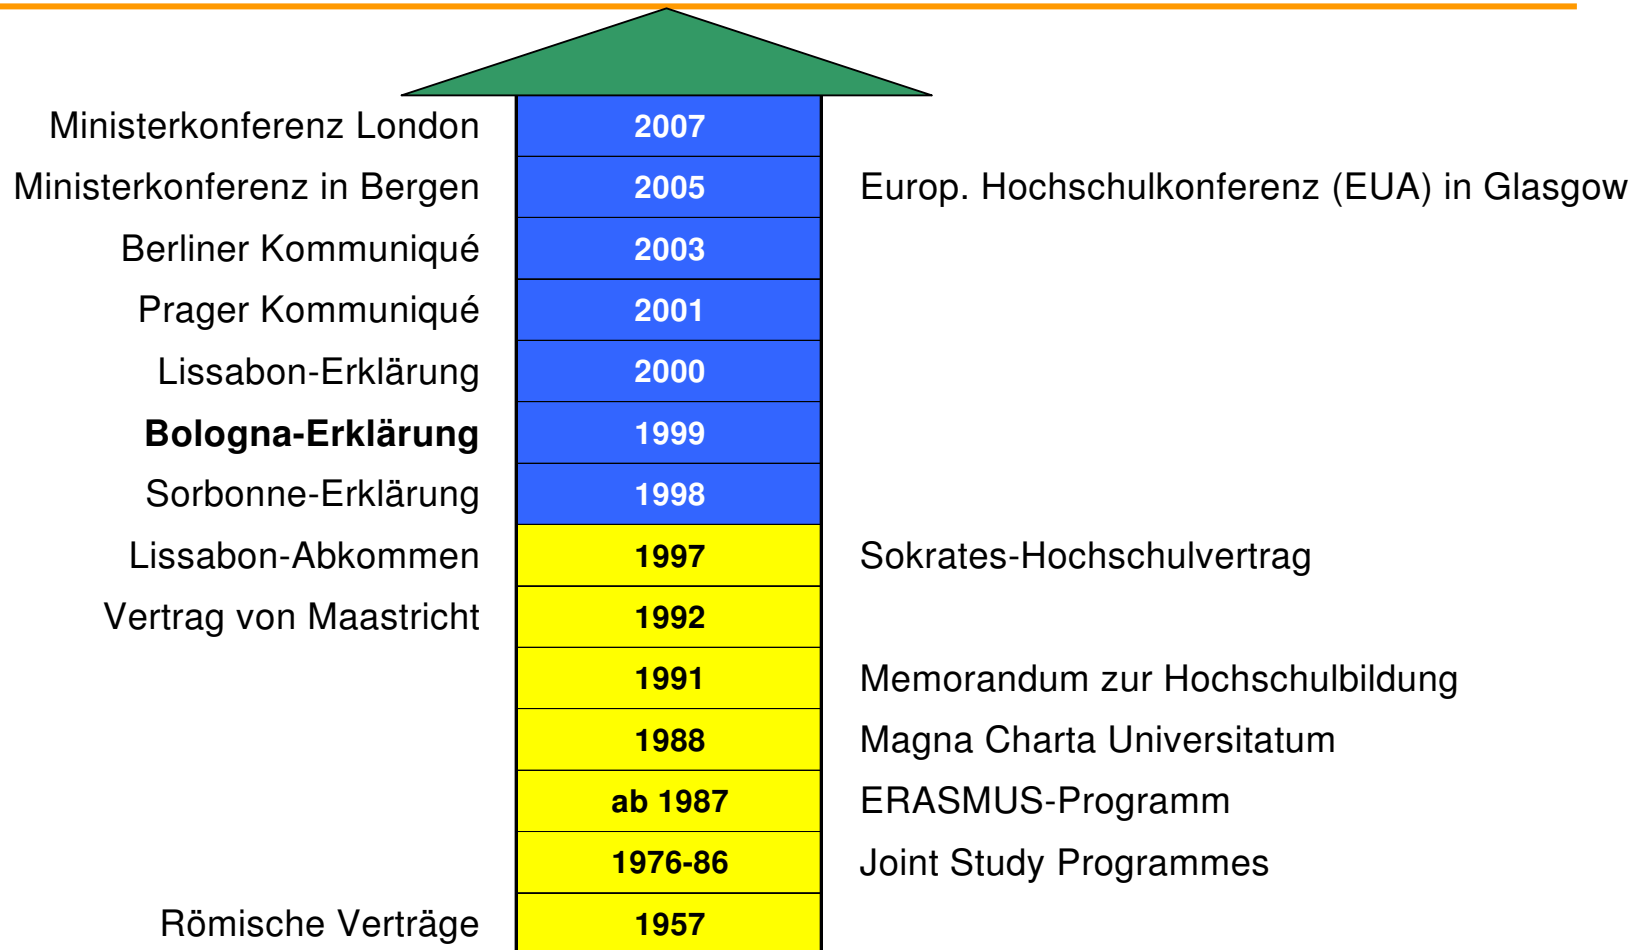 Ministerkonferenz London 2007
Ministerkonferenz in Bergen 2005 Europ. Hochschulkonferenz (EUA) in Glasgow
Berliner Kommuniqué 2003
Prager Kommuniqué 2001
Lissabon-Erklärung 2000
Bologna-Erklärung 1999
Sorbonne-Erklärung 1998
Lissabon-Abkommen 1997 Sokrates-Hochschulvertrag
Vertrag von Maastricht 1992
1991 Memorandum zur Hochschulbildung
1988 Magna Charta Universitatum
ab 1987 ERASMUS-Programm
1976-86 Joint Study Programmes
Römische Verträge 1957